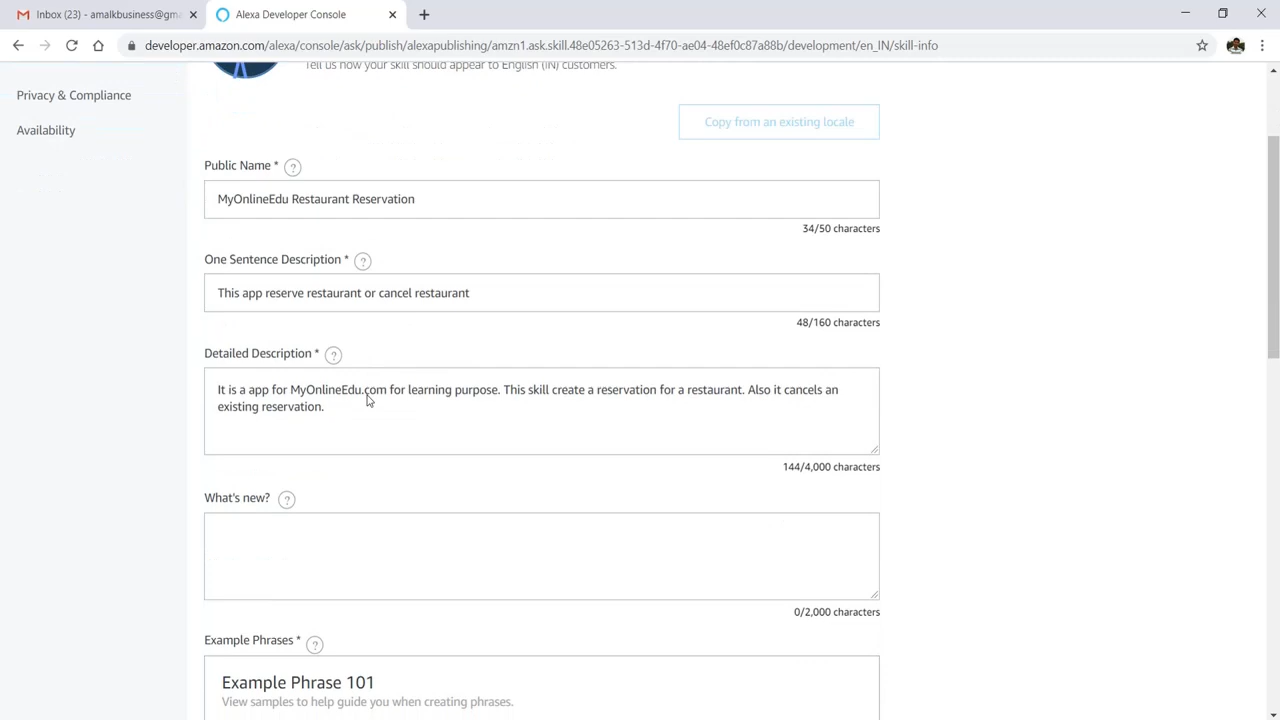 Inbox (23) - amalkbusiness@gma
Alexa Developer Console
developer.amazon.com/alexa/console/ask/publish/alexapublishing/amzn1.ask.skill.48e05263-513d-4f70-ae04-48ef0c87a88b/development/en_IN/skill-info
Tell us how your skill should appear to English (IN) customers.
Privacy & Compliance
Availability
Copy from an existing locale
Public Name * ?
MyOnlineEdu Restaurant Reservation
34/50 characters
One Sentence Description * ?
This app reserve restaurant or cancel restaurant
48/160 characters
Detailed Description * ?
It is a app for MyOnlineEdu.com for learning purpose. This skill create a reservation for a restaurant. Also it cancels an
existing reservation.
144/4,000 characters
What's new? ?
0/2,000 characters
Example Phrases * ?
Example Phrase 101
View samples to help guide you when creating phrases.